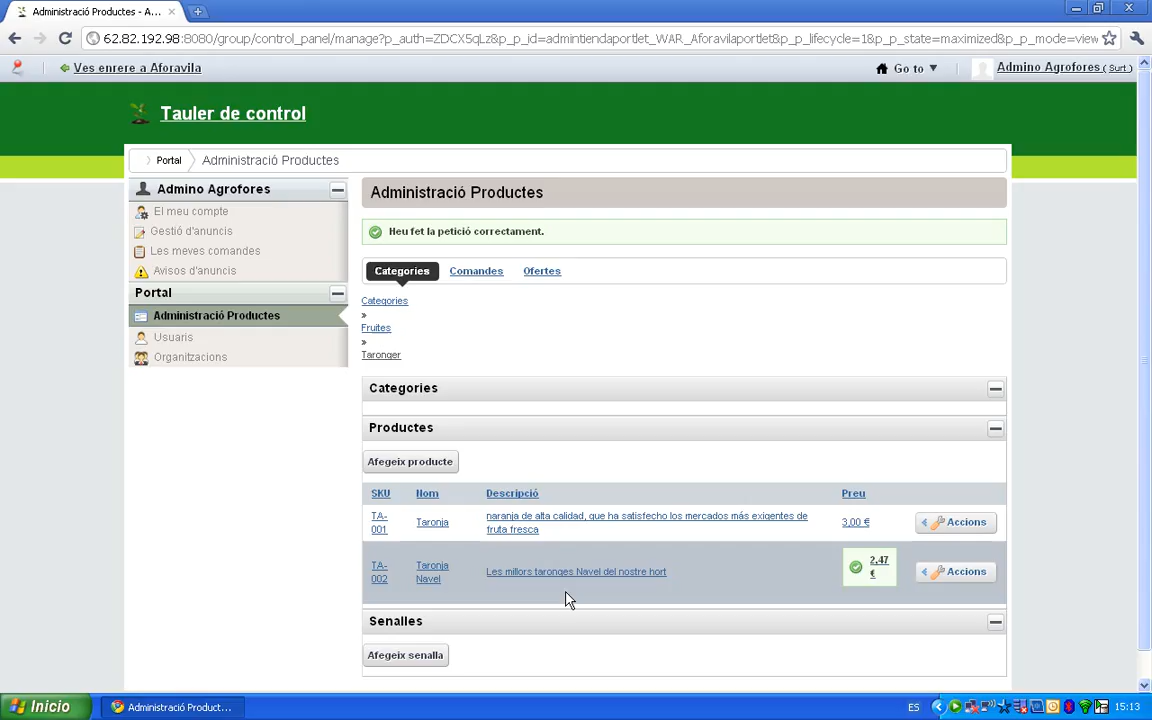 Administració Productes - A...
62.82.192.98:8080/group/control_panel/manage?p_auth=ZDCX5qLz&p_p_id=admintiendaportlet_WAR_Aforavilaportlet&p_p_lifecycle=1&p_p_state=maximized&p_p_mode=view
Ves enrere a Aforavila
Go to
Admino Agrofores ( Surt )
Tauler de control
Portal
Administració Productes
Admino Agrofores
El meu compte
Gestió d'anuncis
Les meves comandes
Avisos d'anuncis
Portal
Administració Productes
Usuaris
Organitzacions
Administració Productes
Heu fet la petició correctament.
Categories
Comandes
Ofertes
Categories
»
Fruites
»
Taronger
Categories
Productes
Afegeix producte
SKU Nom Descripció Preu
TA-
001
Taronja
naranja de alta calidad, que ha satisfecho los mercados más exigentes de
fruta fresca
3,00 €
Accions
TA-
002
Taronja
Navel
Les millors taronges Navel del nostre hort
2,47
€
Accions
Senalles
Afegeix senalla
Inicio
Administració Product...
ES
15:13